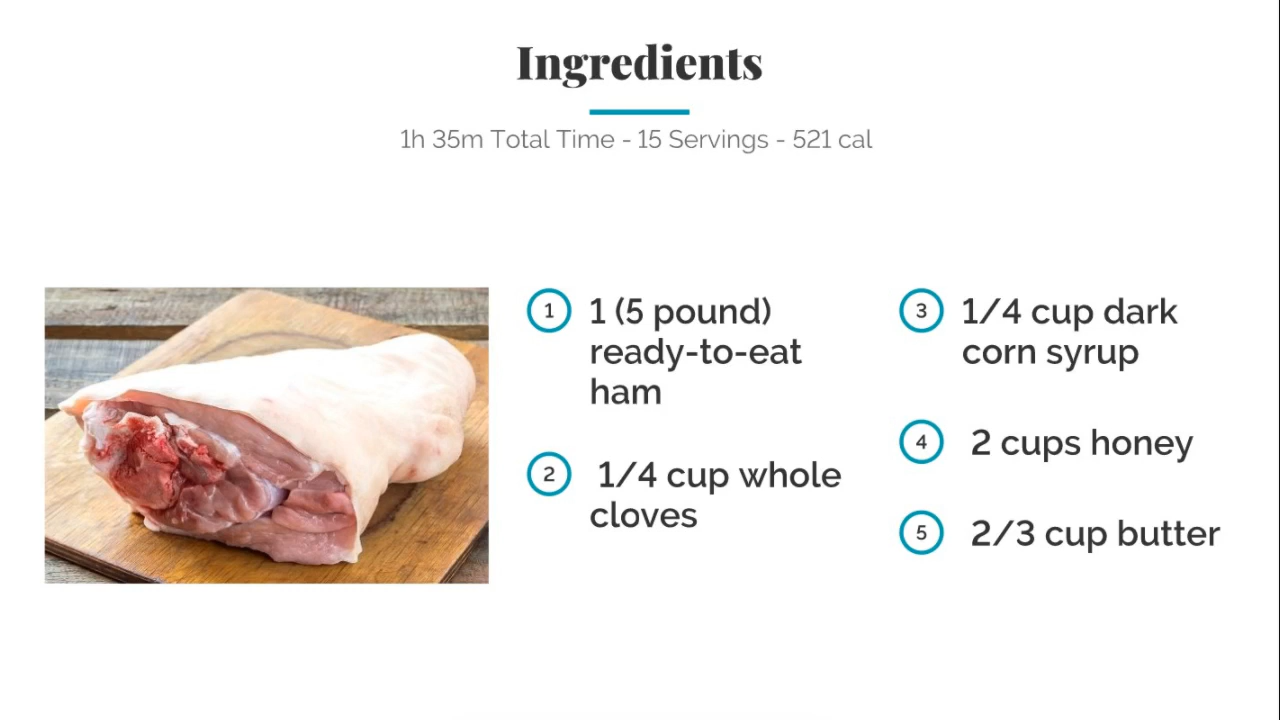 Ingredients
1h 35m Total Time - 15 Servings - 521 cal
1 1 (5 pound)
ready-to-eat
ham
2 1/4 cup whole
cloves
3 1/4 cup dark
corn syrup
4 2 cups honey
5 2/3 cup butter